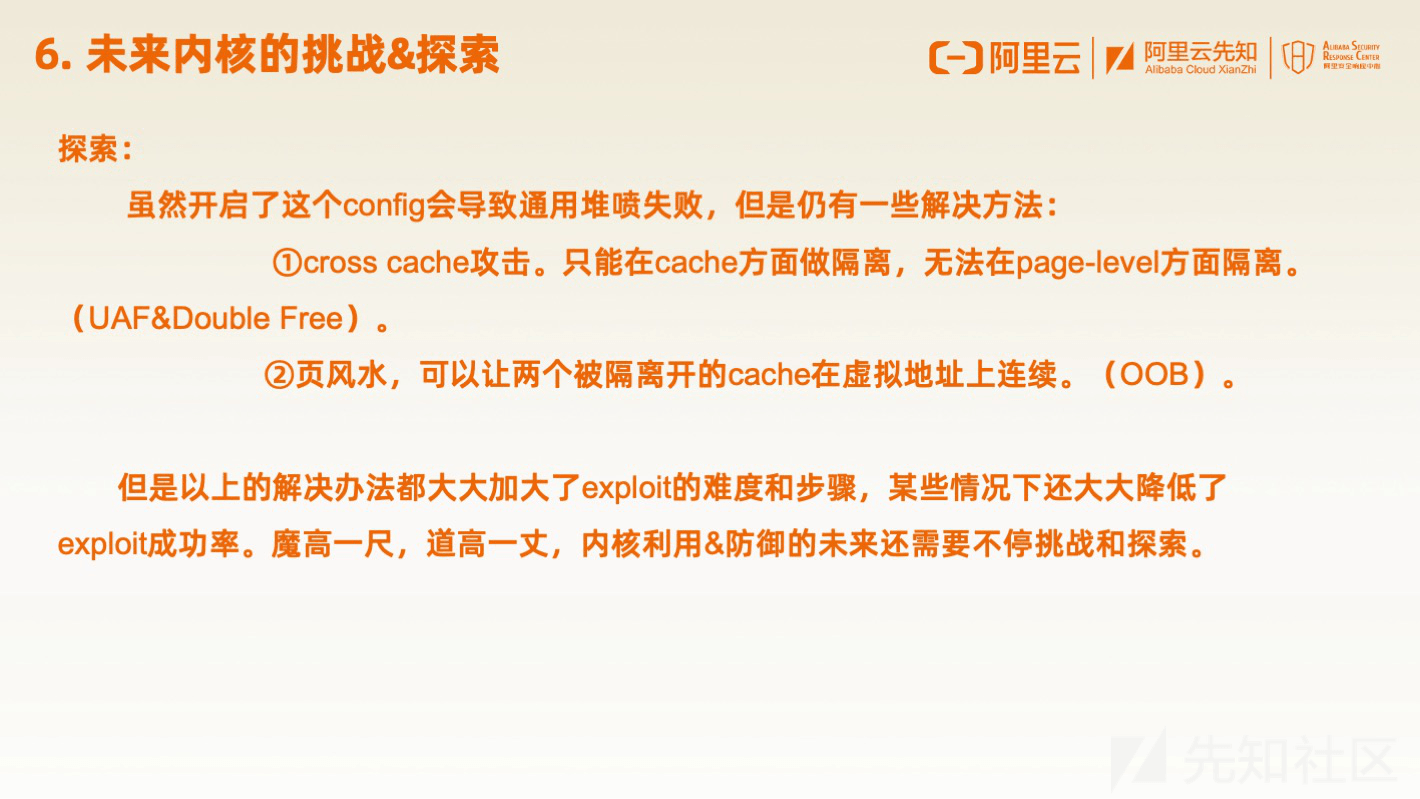 6. 未来内核的挑战&探索
阿里云
阿里云先知
Alibaba Cloud XianZhi
ALIBABA SECURITY
RESPONSE CENTER
阿里安全响应中心
探索：
虽然开启了这个config会导致通用堆喷失败，但是仍有一些解决方法：
①cross cache攻击。只能在cache方面做隔离，无法在page-level方面隔离。
（UAF&Double Free）。
②页风水，可以让两个被隔离开的cache在虚拟地址上连续。（OOB）。
但是以上的解决办法都大大加大了exploit的难度和步骤，某些情况下还大大降低了
exploit成功率。魔高一尺，道高一丈，内核利用&防御的未来还需要不停挑战和探索。
先知社区